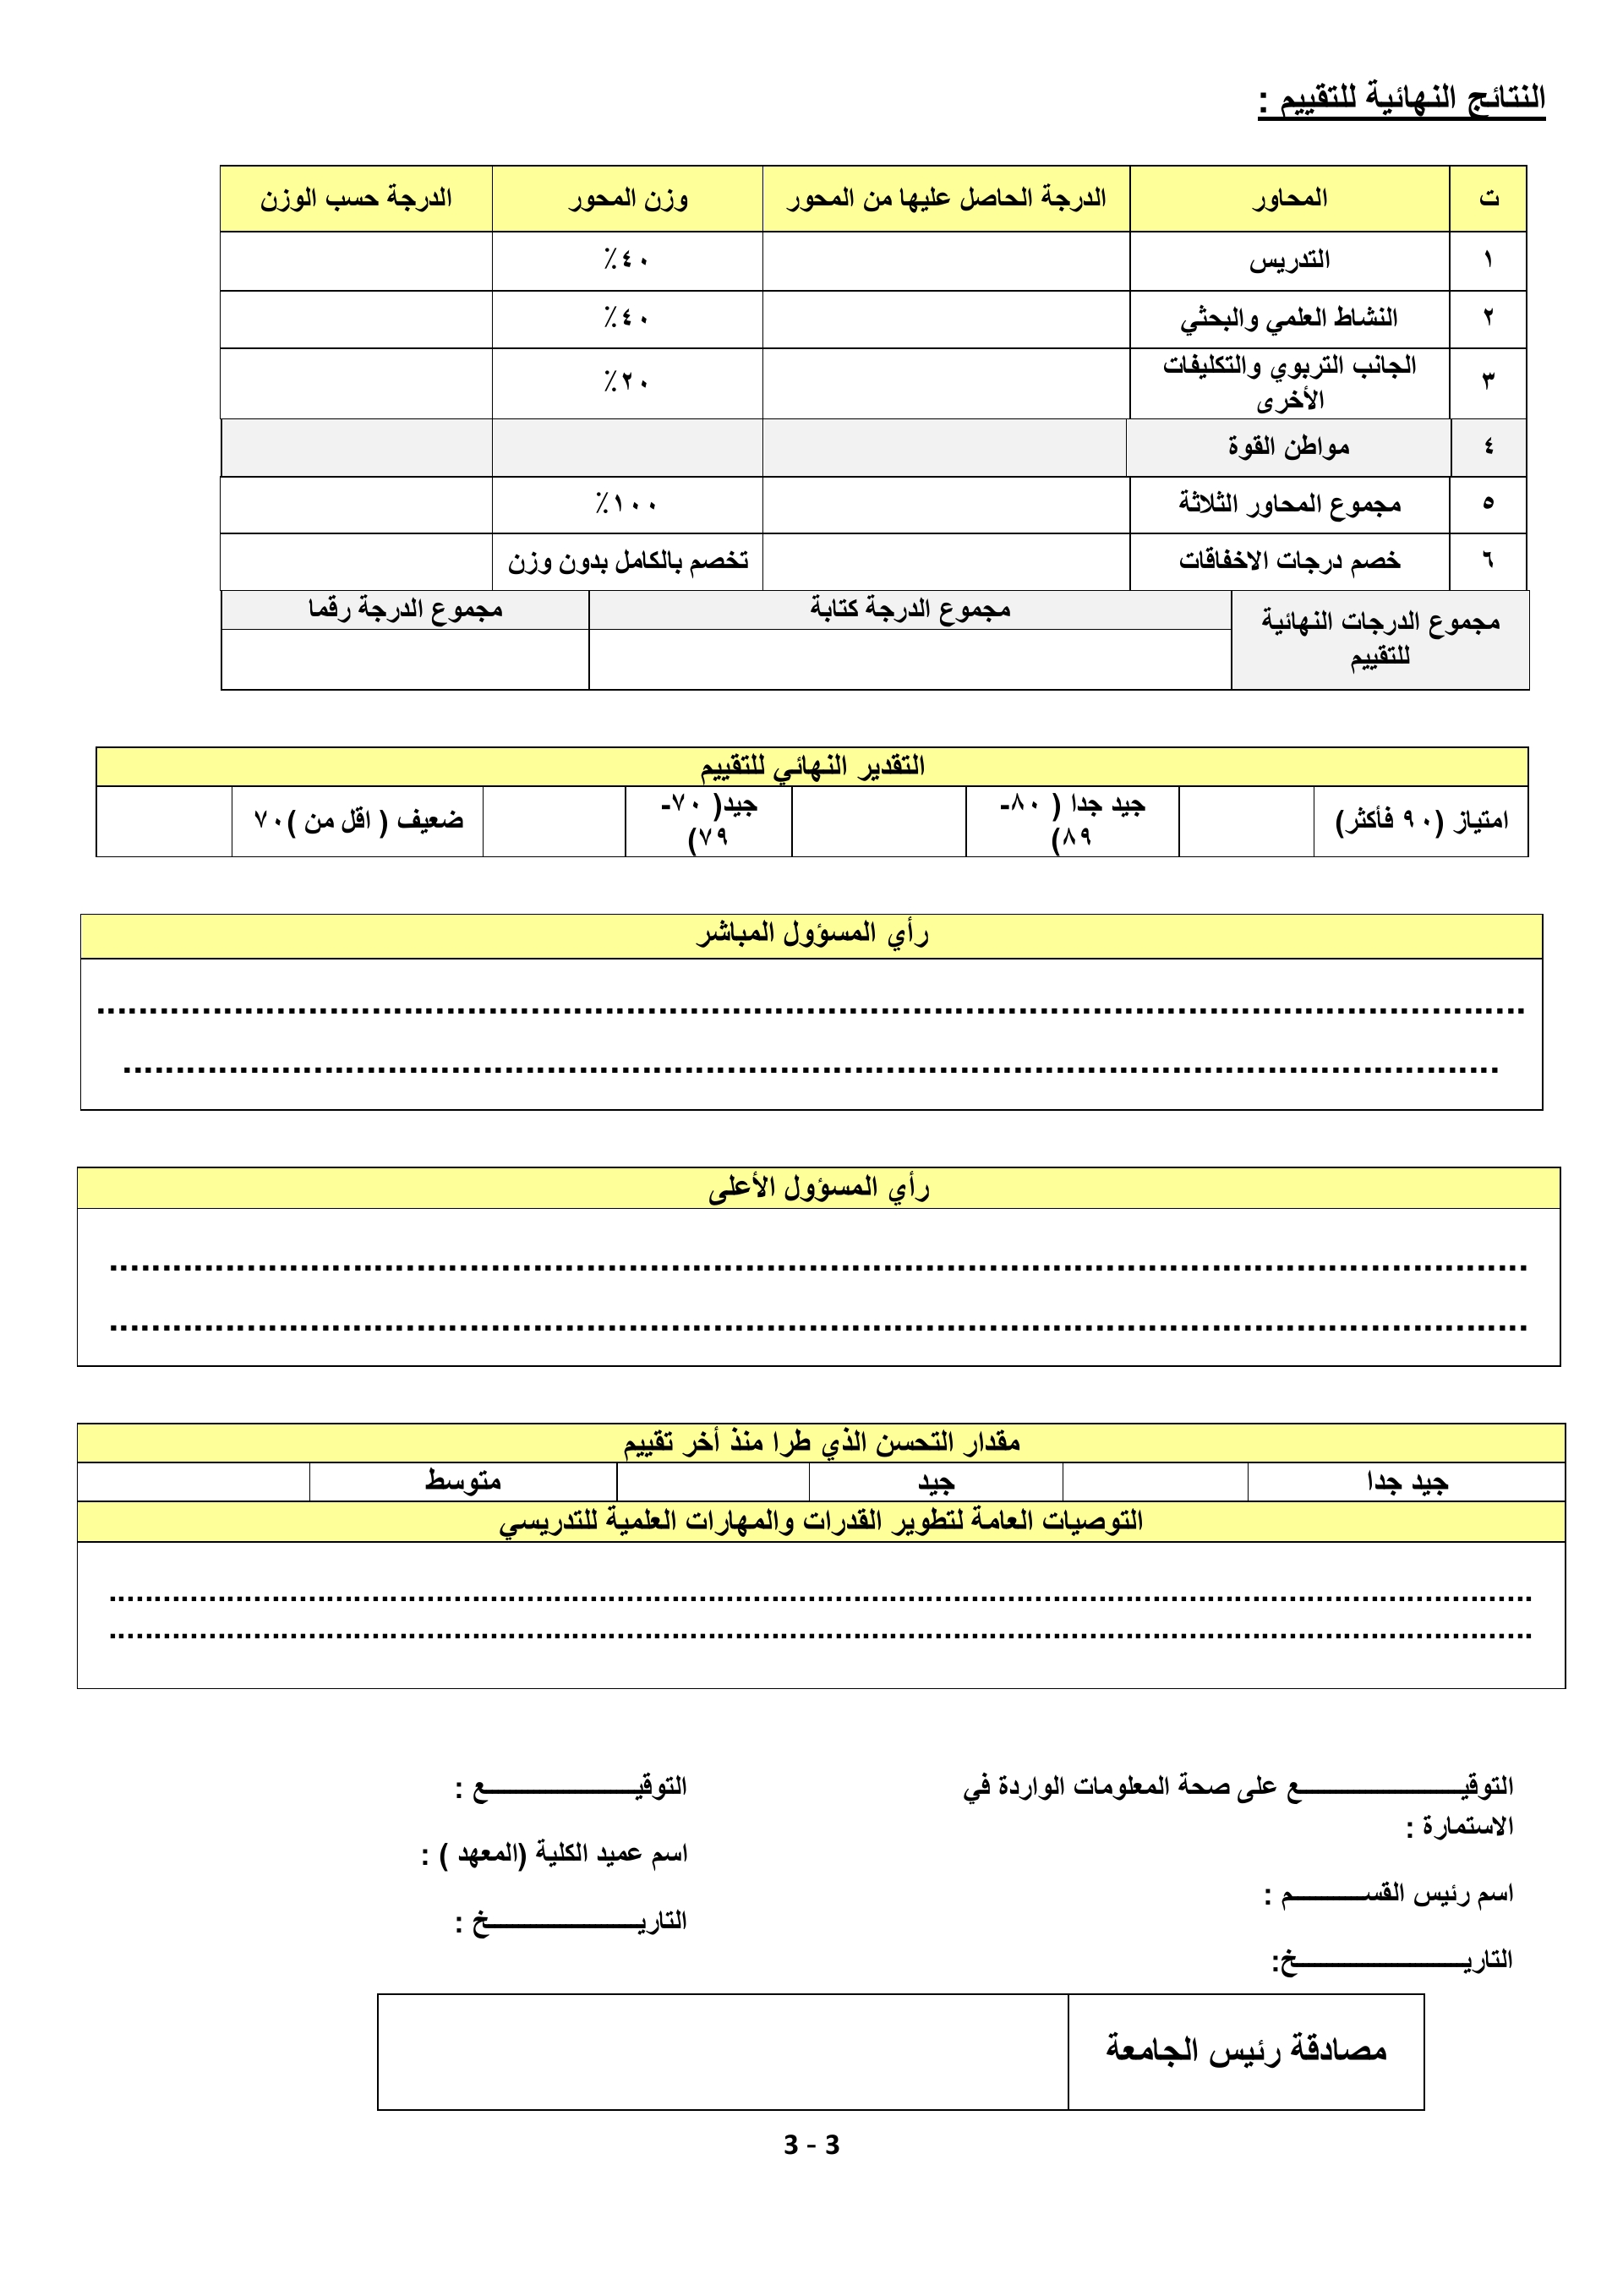 النتائج النهائية للتقييم :
ت المحاور الدرجة الحاصل عليها من المحور وزن المحور الدرجة حسب الوزن
١ التدريس ٤٠٪
٢ النشاط العلمي والبحثي ٤٠٪
٣ الجانب التربوي والتكليفات الأخرى ٢٠٪
٤ مواطن القوة
٥ مجموع المحاور الثلاثة ١٠٠٪
٦ خصم درجات الاخفاقات تخصم بالكامل بدون وزن
مجموع الدرجات النهائية للتقييم مجموع الدرجة كتابة مجموع الدرجة رقما
التقدير النهائي للتقييم
امتياز (٩٠ فأكثر) جيد جدا ( ٨٠-٨٩) جيد( ٧٠-٧٩) ضعيف ( اقل من )٧٠
رأي المسؤول المباشر
................................................................
................................................................
رأي المسؤول الأعلى
................................................................
................................................................
مقدار التحسن الذي طرا منذ أخر تقييم
جيد جدا جيد متوسط
التوصيات العامة لتطوير القدرات والمهارات العلمية للتدريسي
................................................................
................................................................
التوقيـــــــــــــــــع على صحة المعلومات الواردة في
الاستمارة :
اسم رئيس القســـــــــم :
التاريــــــــــــــــــخ:
التوقيـــــــــــــــــع :
اسم عميد الكلية (المعهد ) :
التاريـــــــــــــــــخ :
مصادقة رئيس الجامعة
3 - 3